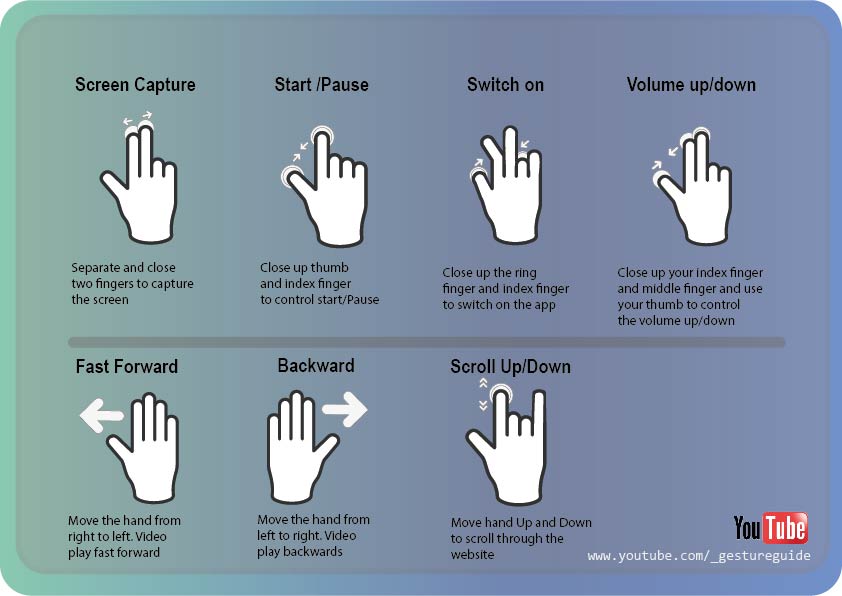 Screen Capture
Start /Pause
Switch on
Volume up/down
Separate and close
two fingers to capture
the screen
Close up thumb
and index finger
to control start/Pause
Close up the ring
finger and index finger
to switch on the app
Close up your index finger
and middle finger and use
your thumb to control
the volume up/down
Fast Forward
Backward
Scroll Up/Down
Move the hand from
right to left. Video
play fast forward
Move the hand from
left to right. Video
play backwards
Move hand Up and Down
to scroll through the
website
YouTube
www.youtube.com/_gestureguide